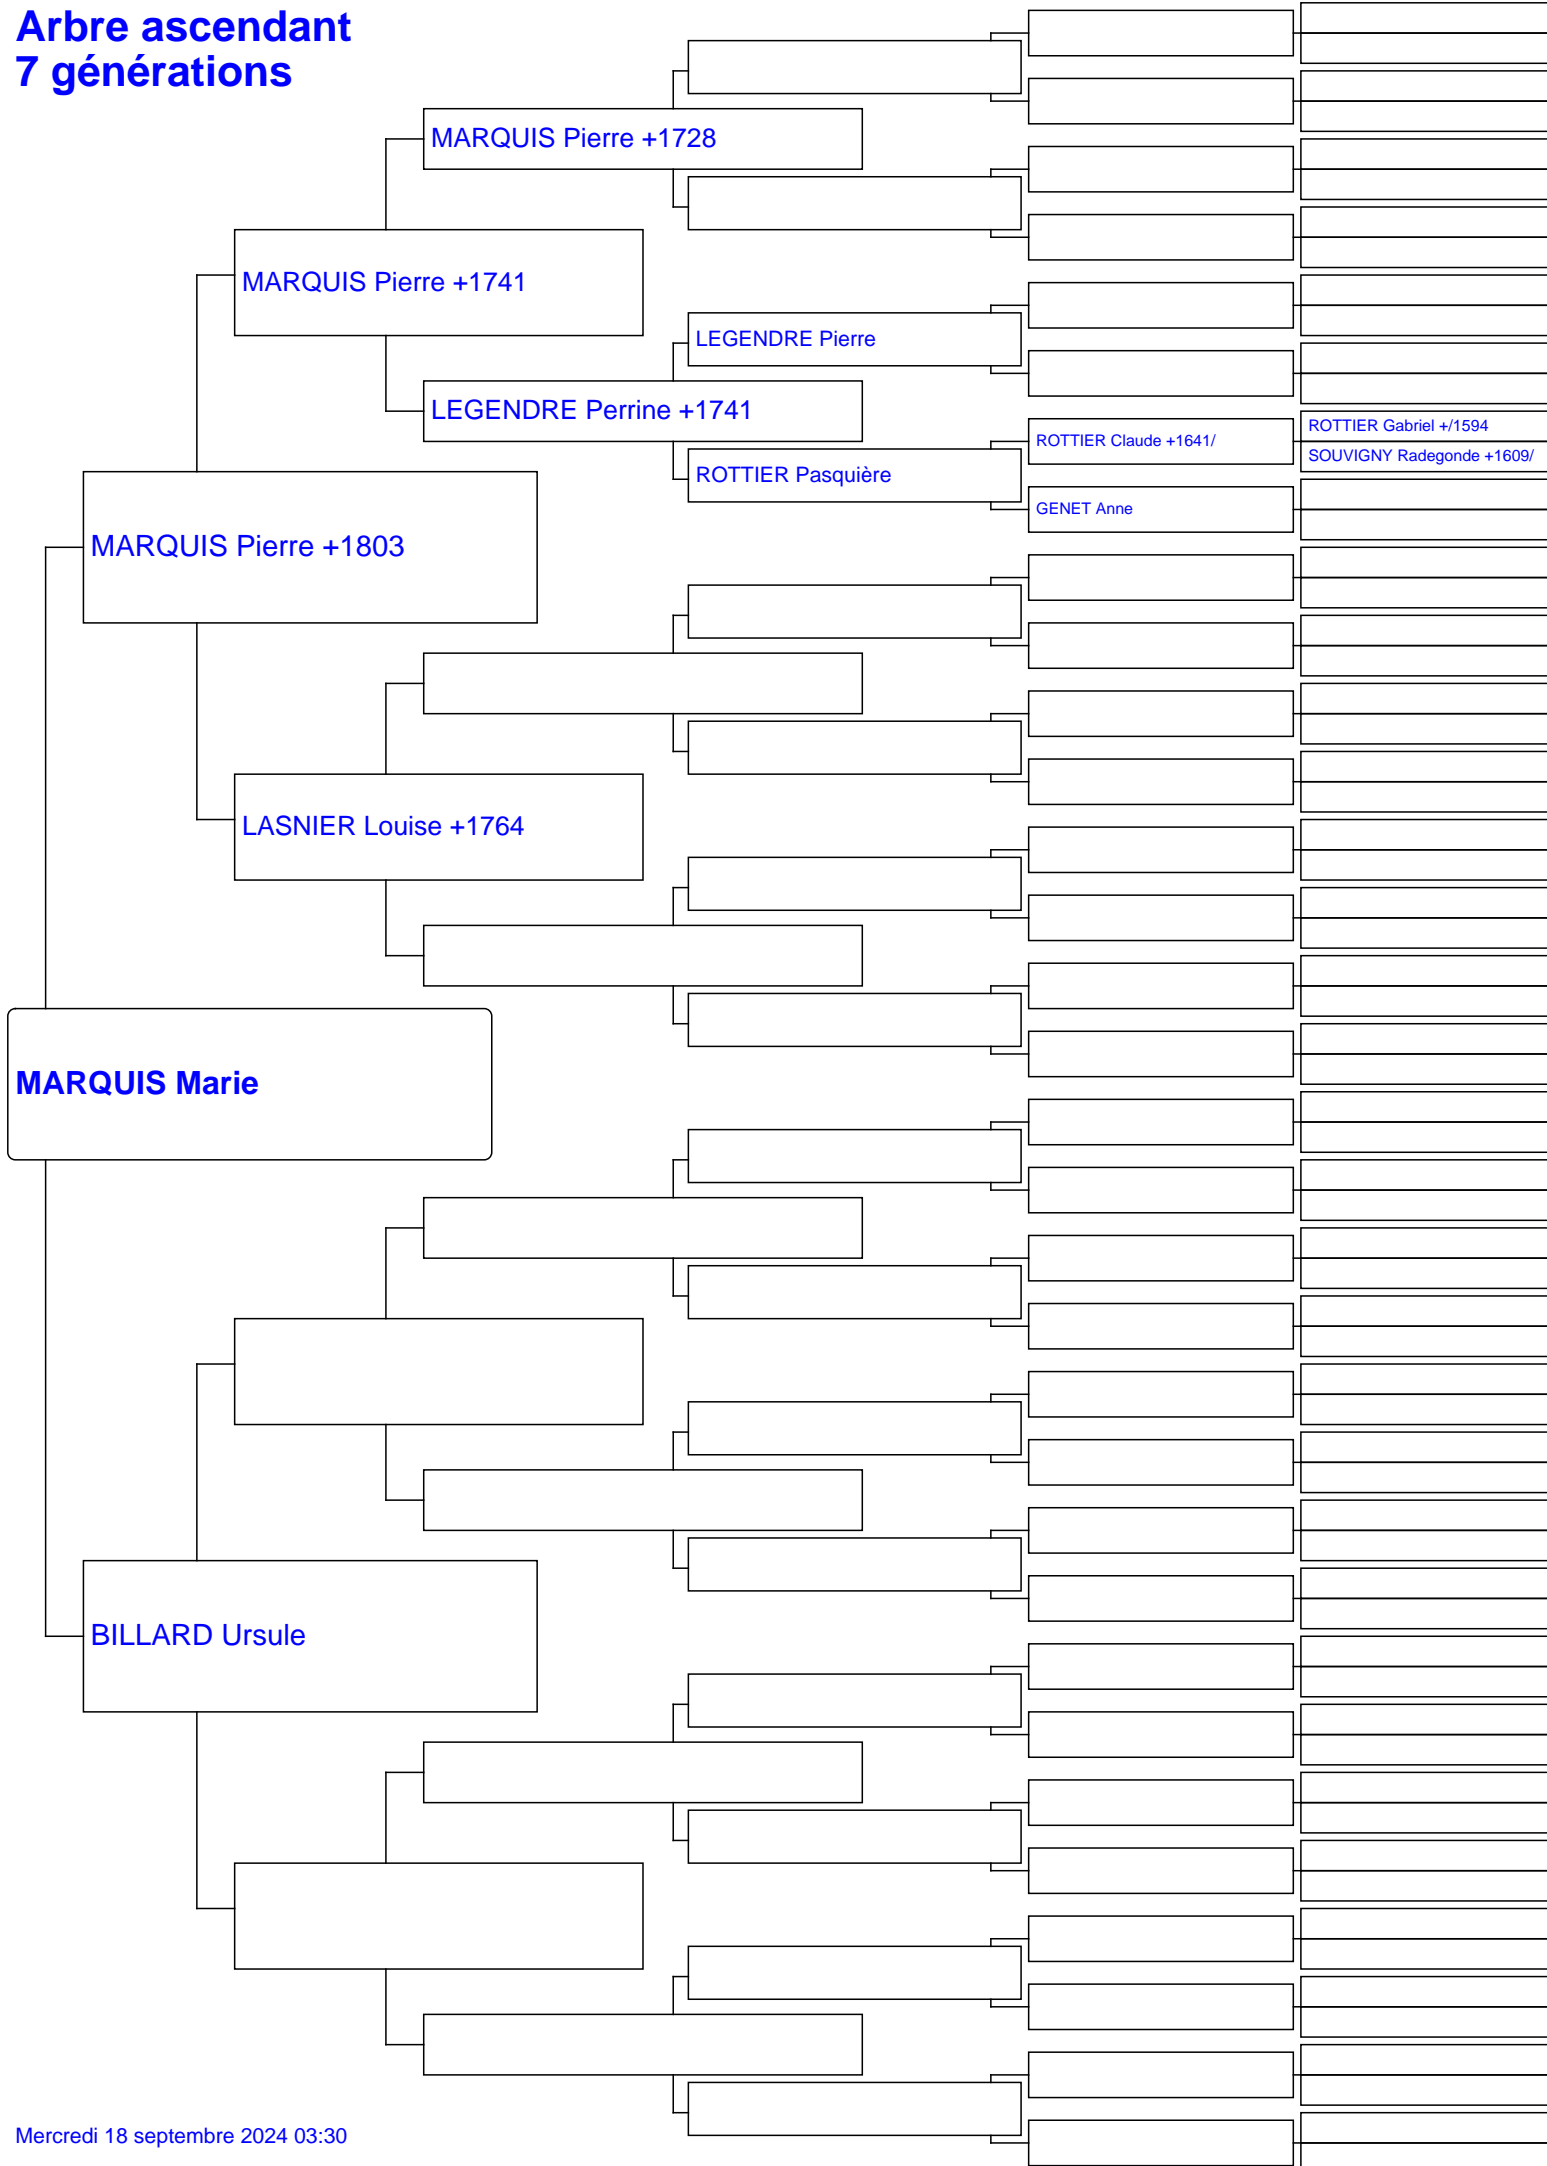 Arbre ascendant
7 générations
MARQUIS Pierre +1728
MARQUIS Pierre +1741
LEGENDRE Pierre
LEGENDRE Perrine +1741
ROTTIER Gabriel +/1594
ROTTIER Claude +1641/
SOUVIGNY Radegonde +1609/
ROTTIER Pasquière
GENET Anne
MARQUIS Pierre +1803
LASNIER Louise +1764
MARQUIS Marie
BILLARD Ursule
Mercredi 18 septembre 2024 03:30